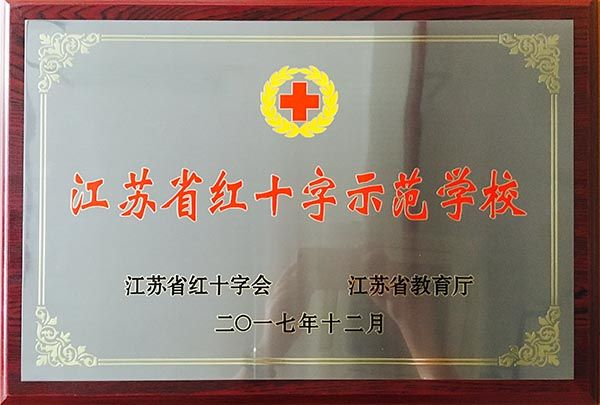 江苏省红十字示范学校
江苏省红十字会 江苏省教育厅
二〇一七年十二月